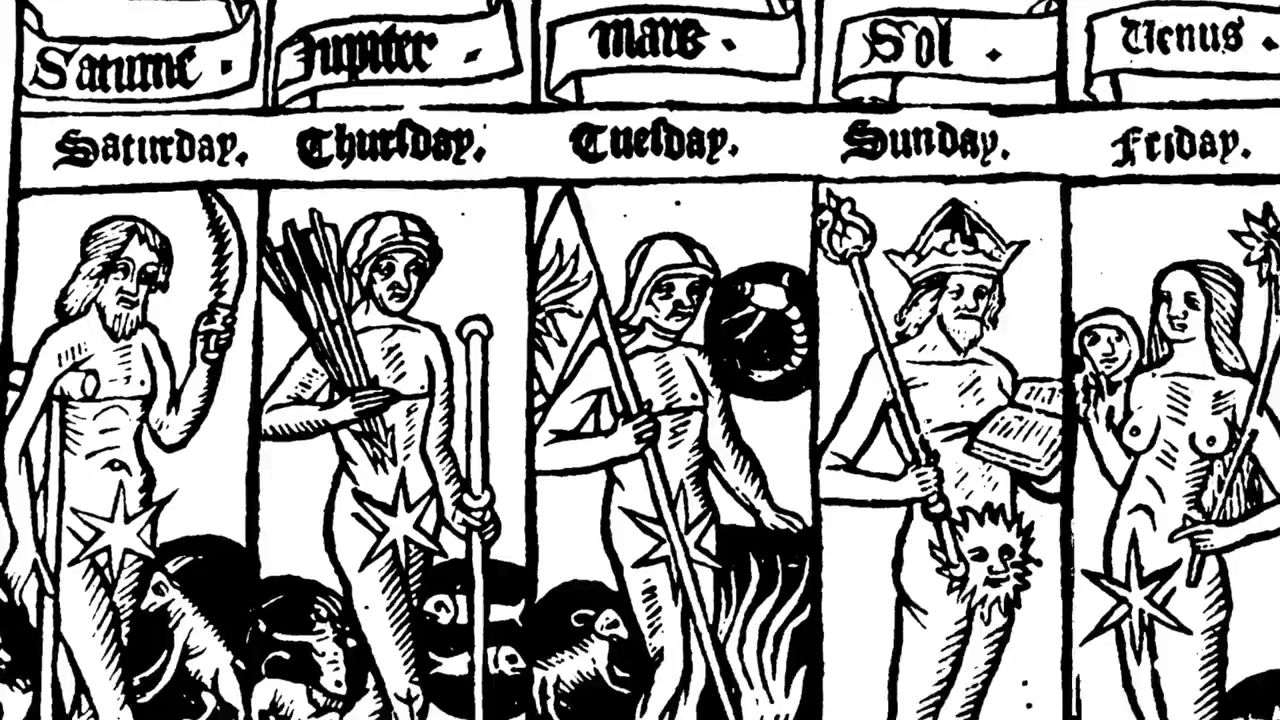 Saturne . Jupiter . Mars . Sol . Venus .
Saturday. Thursday. Tuesday. Sunday. Friday.